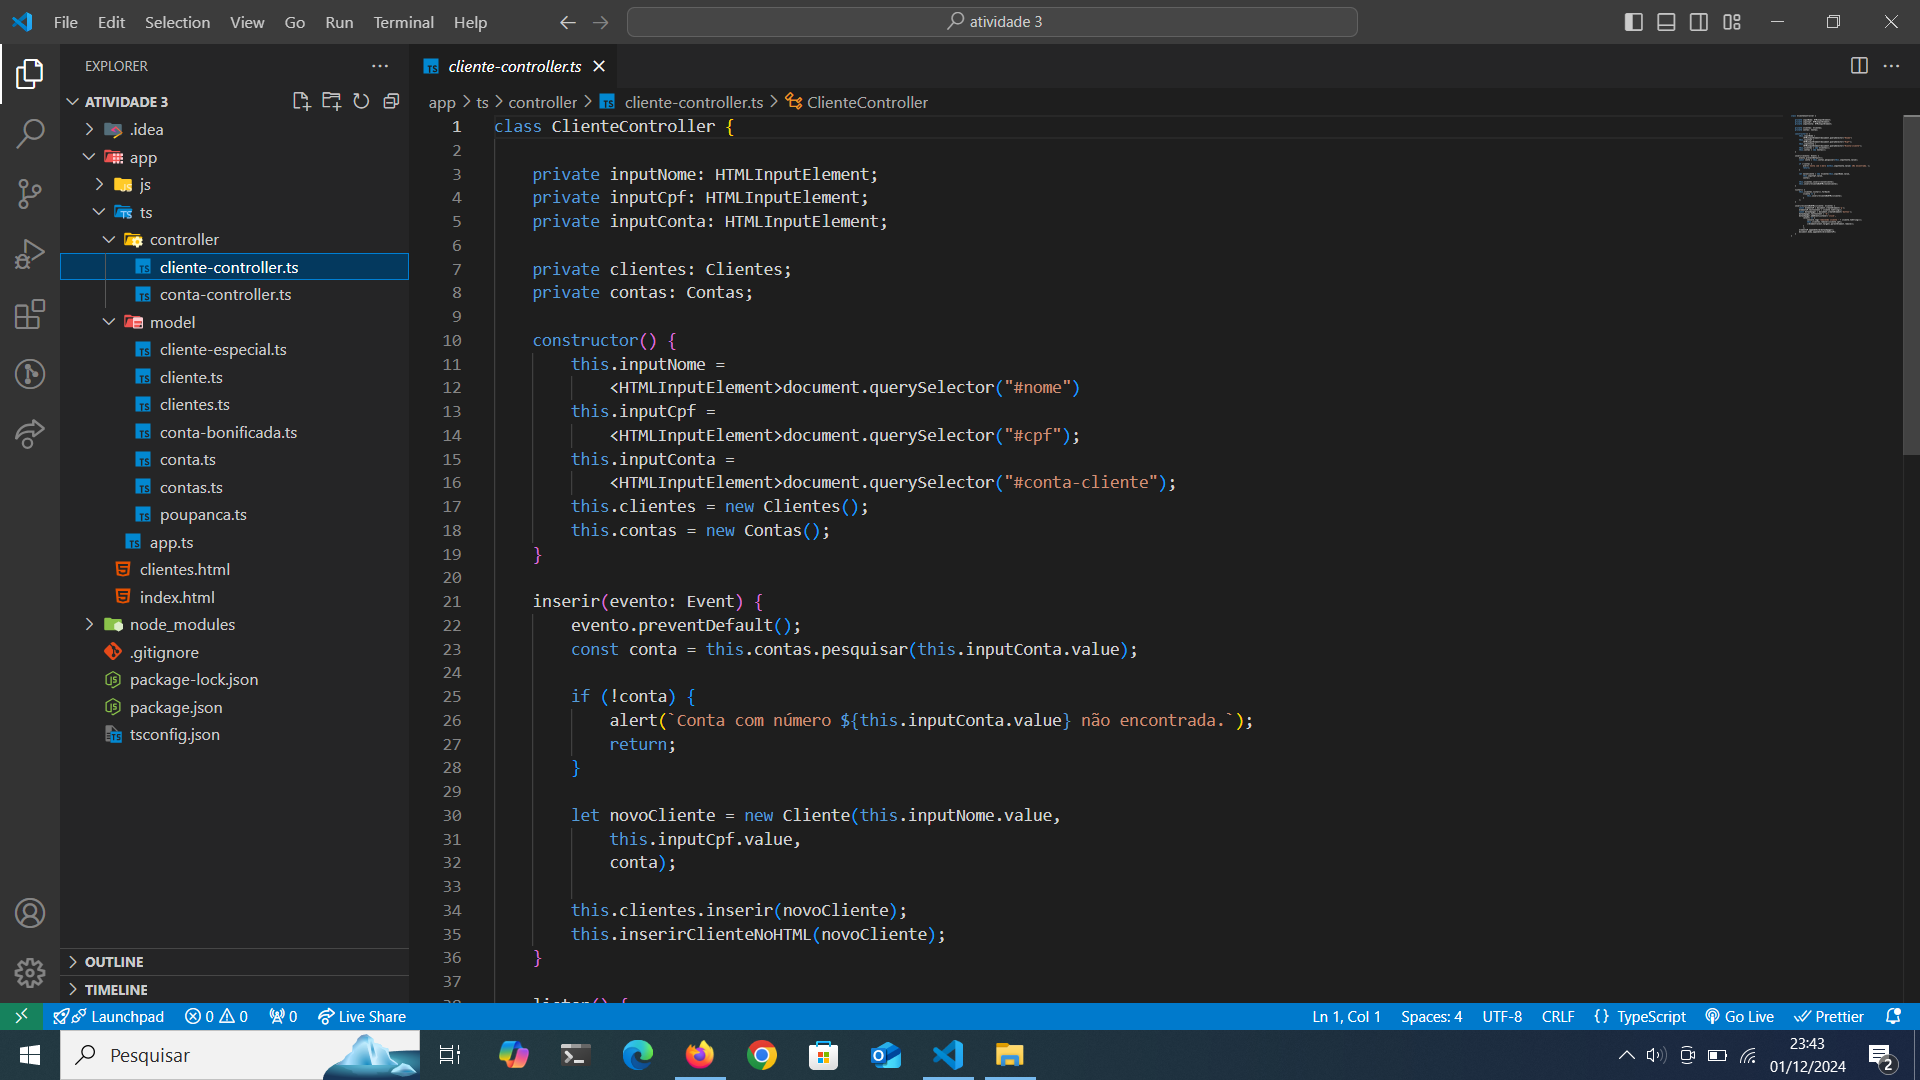 File Edit Selection View Go Run Terminal Help
atividade 3
EXPLORER
ATIVIDADE 3
.idea
app
js
ts
controller
cliente-controller.ts
conta-controller.ts
model
cliente-especial.ts
cliente.ts
clientes.ts
conta-bonificada.ts
conta.ts
contas.ts
poupanca.ts
app.ts
clientes.html
index.html
node_modules
.gitignore
package-lock.json
package.json
tsconfig.json
OUTLINE
TIMELINE
cliente-controller.ts
app > ts > controller > cliente-controller.ts > ClienteController
1 class ClienteController {
2
3 private inputNome: HTMLInputElement;
4 private inputCpf: HTMLInputElement;
5 private inputConta: HTMLInputElement;
6
7 private clientes: Clientes;
8 private contas: Contas;
9
10 constructor() {
11 this.inputNome =
12 <HTMLInputElement>document.querySelector("#nome")
13 this.inputCpf =
14 <HTMLInputElement>document.querySelector("#cpf");
15 this.inputConta =
16 <HTMLInputElement>document.querySelector("#conta-cliente");
17 this.clientes = new Clientes();
18 this.contas = new Contas();
19 }
20
21 inserir(evento: Event) {
22 evento.preventDefault();
23 const conta = this.contas.pesquisar(this.inputConta.value);
24
25 if (!conta) {
26 alert(`Conta com número ${this.inputConta.value} não encontrada.`);
27 return;
28 }
29
30 let novoCliente = new Cliente(this.inputNome.value,
31 this.inputCpf.value,
32 conta);
33
34 this.clientes.inserir(novoCliente);
35 this.inserirClienteNoHTML(novoCliente);
36 }
37
38 listar() {
Launchpad 0 0 0 Live Share
Ln 1, Col 1 Spaces: 4 UTF-8 CRLF { } TypeScript Go Live Prettier
Pesquisar
23:43
01/12/2024
2